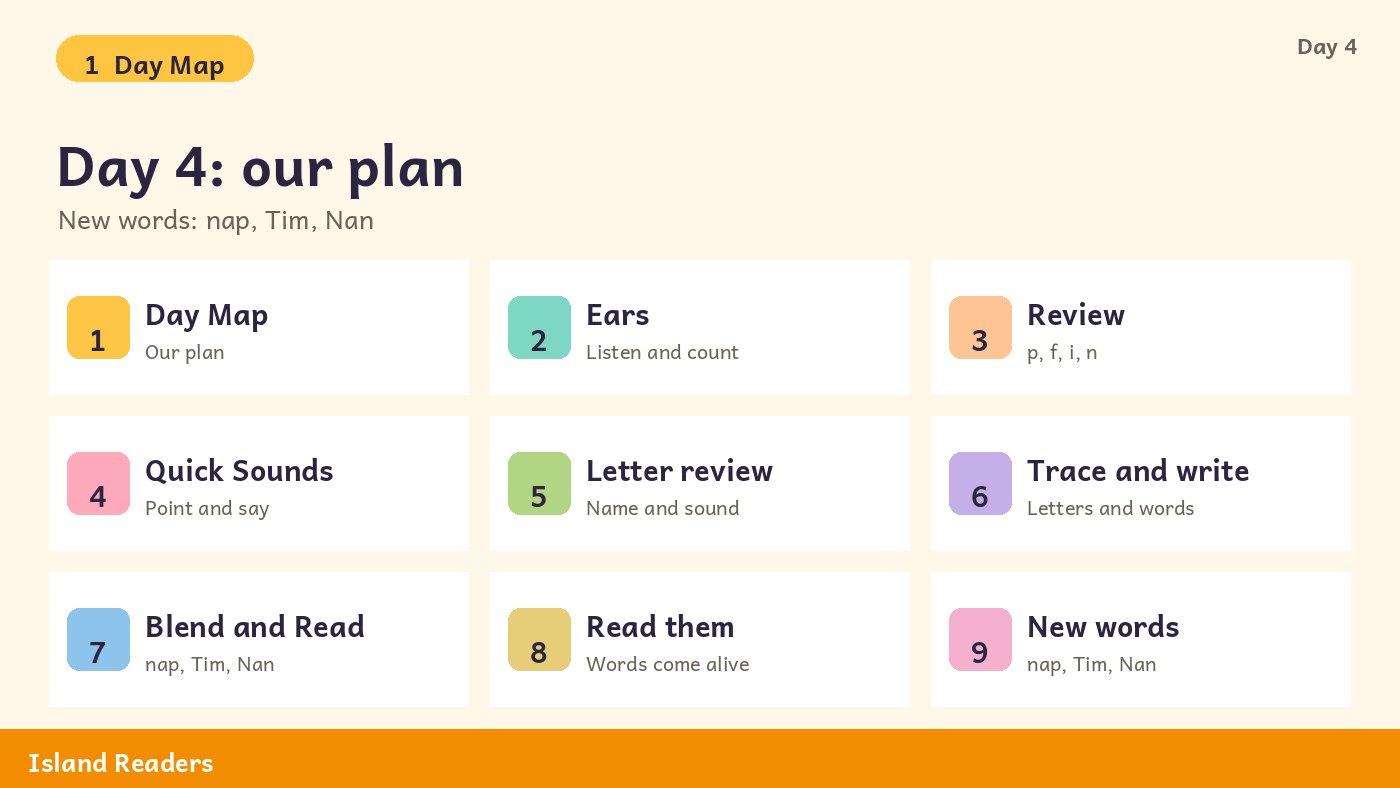 1 Day Map
Day 4
Day 4: our plan
New words: nap, Tim, Nan
1
Day Map
Our plan
2
Ears
Listen and count
3
Review
p, f, i, n
4
Quick Sounds
Point and say
5
Letter review
Name and sound
6
Trace and write
Letters and words
7
Blend and Read
nap, Tim, Nan
8
Read them
Words come alive
9
New words
nap, Tim, Nan
Island Readers